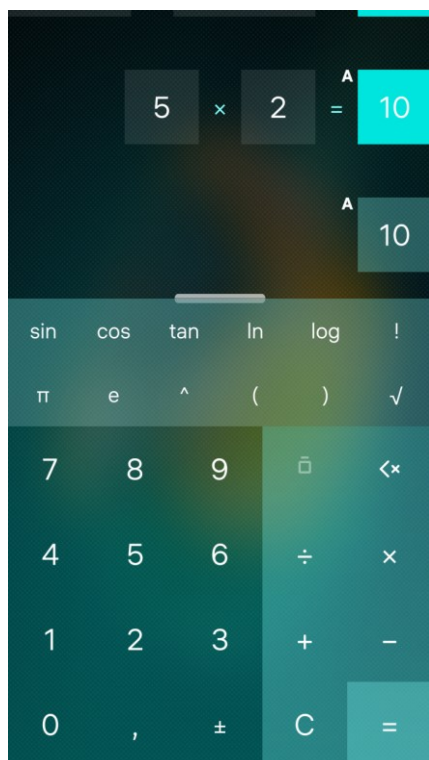 A
5 × 2 = 10
A
10
sin cos tan ln log !
π e ^ ( ) √
7 8 9
4 5 6 ÷ ×
1 2 3 + −
0 , ± C =